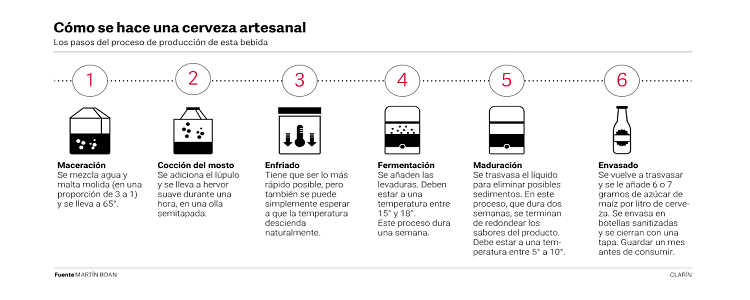 Cómo se hace una cerveza artesanal
Los pasos del proceso de producción de esta bebida
1
2
3
4
5
6
Maceración
Se mezcla agua y
malta molida (en una
proporción de 3 a 1)
y se lleva a 65°.
Cocción del mosto
Se adiciona el lúpulo
y se lleva a hervor
suave durante una
hora, en una olla
semitapada.
Enfriado
Tiene que ser lo más
rápido posible, pero
también se puede
simplemente esperar
a que la temperatura
descienda
naturalmente.
Fermentación
Se añaden las
levaduras. Deben
estar a una
temperatura entre
15° y 18°.
Este proceso dura
una semana.
Maduración
Se trasvasa el líquido
para eliminar posibles
sedimentos. En este
proceso, que dura dos
semanas, se terminan
de redondear los
sabores del producto.
Debe estar a una tem-
peratura entre 5° a 10°.
Envasado
Se vuelve a trasvasar
y se le añade 6 o 7
gramos de azúcar de
maíz por litro de cerve-
za. Se envasa en
botellas sanitizadas
y se cierran con una
tapa. Guardar un mes
antes de consumir.
Fuente MARTÍN BOAN
CLARÍN